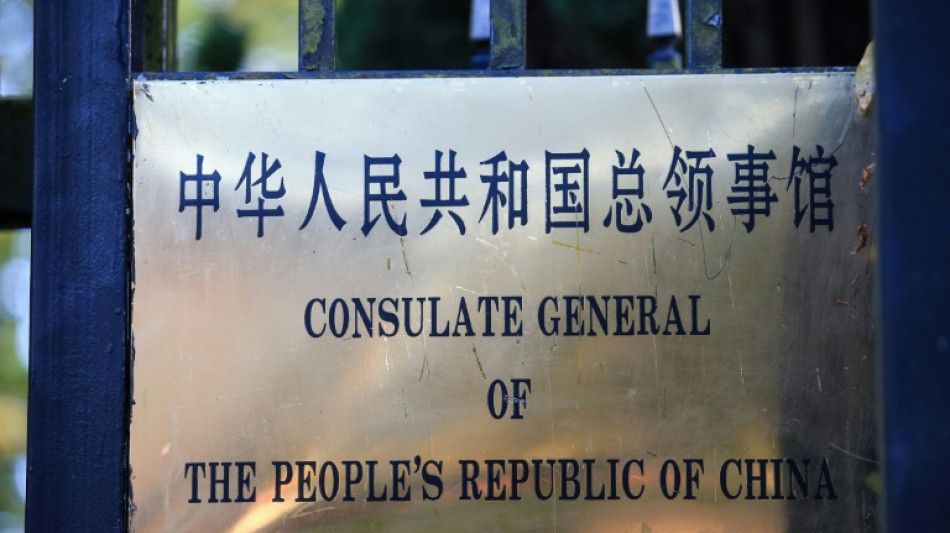 中华人民共和国总领事馆
CONSULATE GENERAL
OF
THE PEOPLE'S REPUBLIC OF CHINA